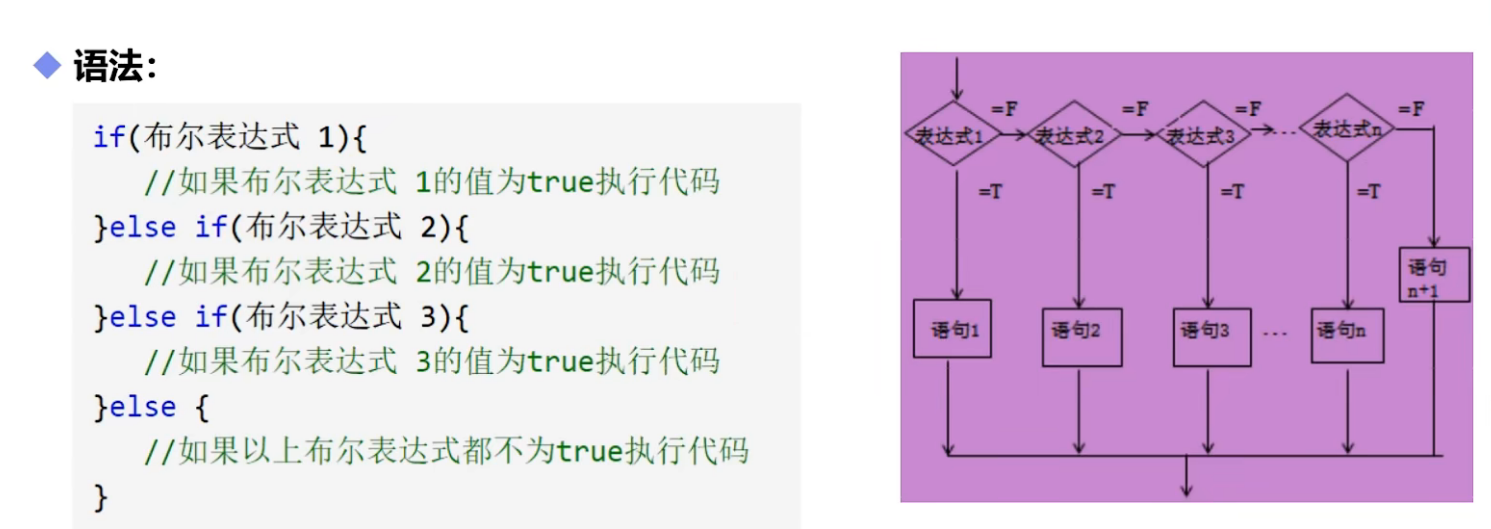 语法：
if(布尔表达式 1){
//如果布尔表达式 1的值为true执行代码
}else if(布尔表达式 2){
//如果布尔表达式 2的值为true执行代码
}else if(布尔表达式 3){
//如果布尔表达式 3的值为true执行代码
}else {
//如果以上布尔表达式都不为true执行代码
}
=F =F =F =F
表达式1 表达式2 表达式3 ... 表达式n
=T =T =T =T
语句
n+1
语句1 语句2 语句3 ... 语句n